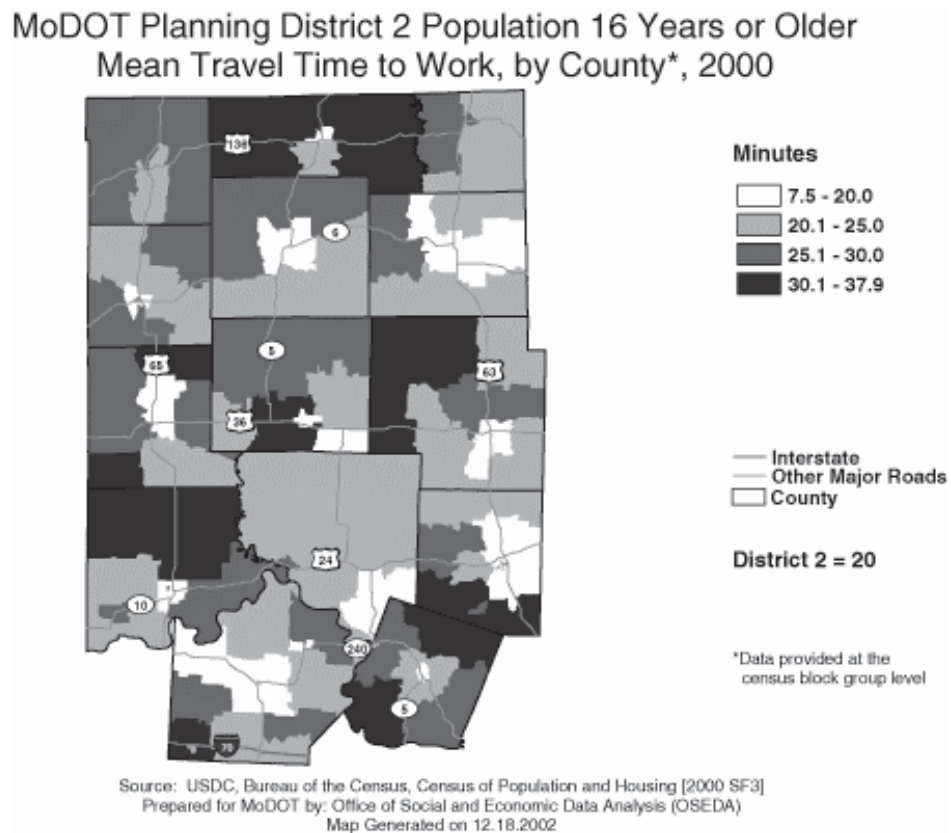 MoDOT Planning District 2 Population 16 Years or Older
Mean Travel Time to Work, by County*, 2000
136
6
5
65
36
63
24
10
240
5
70
Minutes
7.5 - 20.0
20.1 - 25.0
25.1 - 30.0
30.1 - 37.9
Interstate
Other Major Roads
County
District 2 = 20
*Data provided at the
census block group level
Source: USDC, Bureau of the Census, Census of Population and Housing [2000 SF3]
Prepared for MoDOT by: Office of Social and Economic Data Analysis (OSEDA)
Map Generated on 12.18.2002